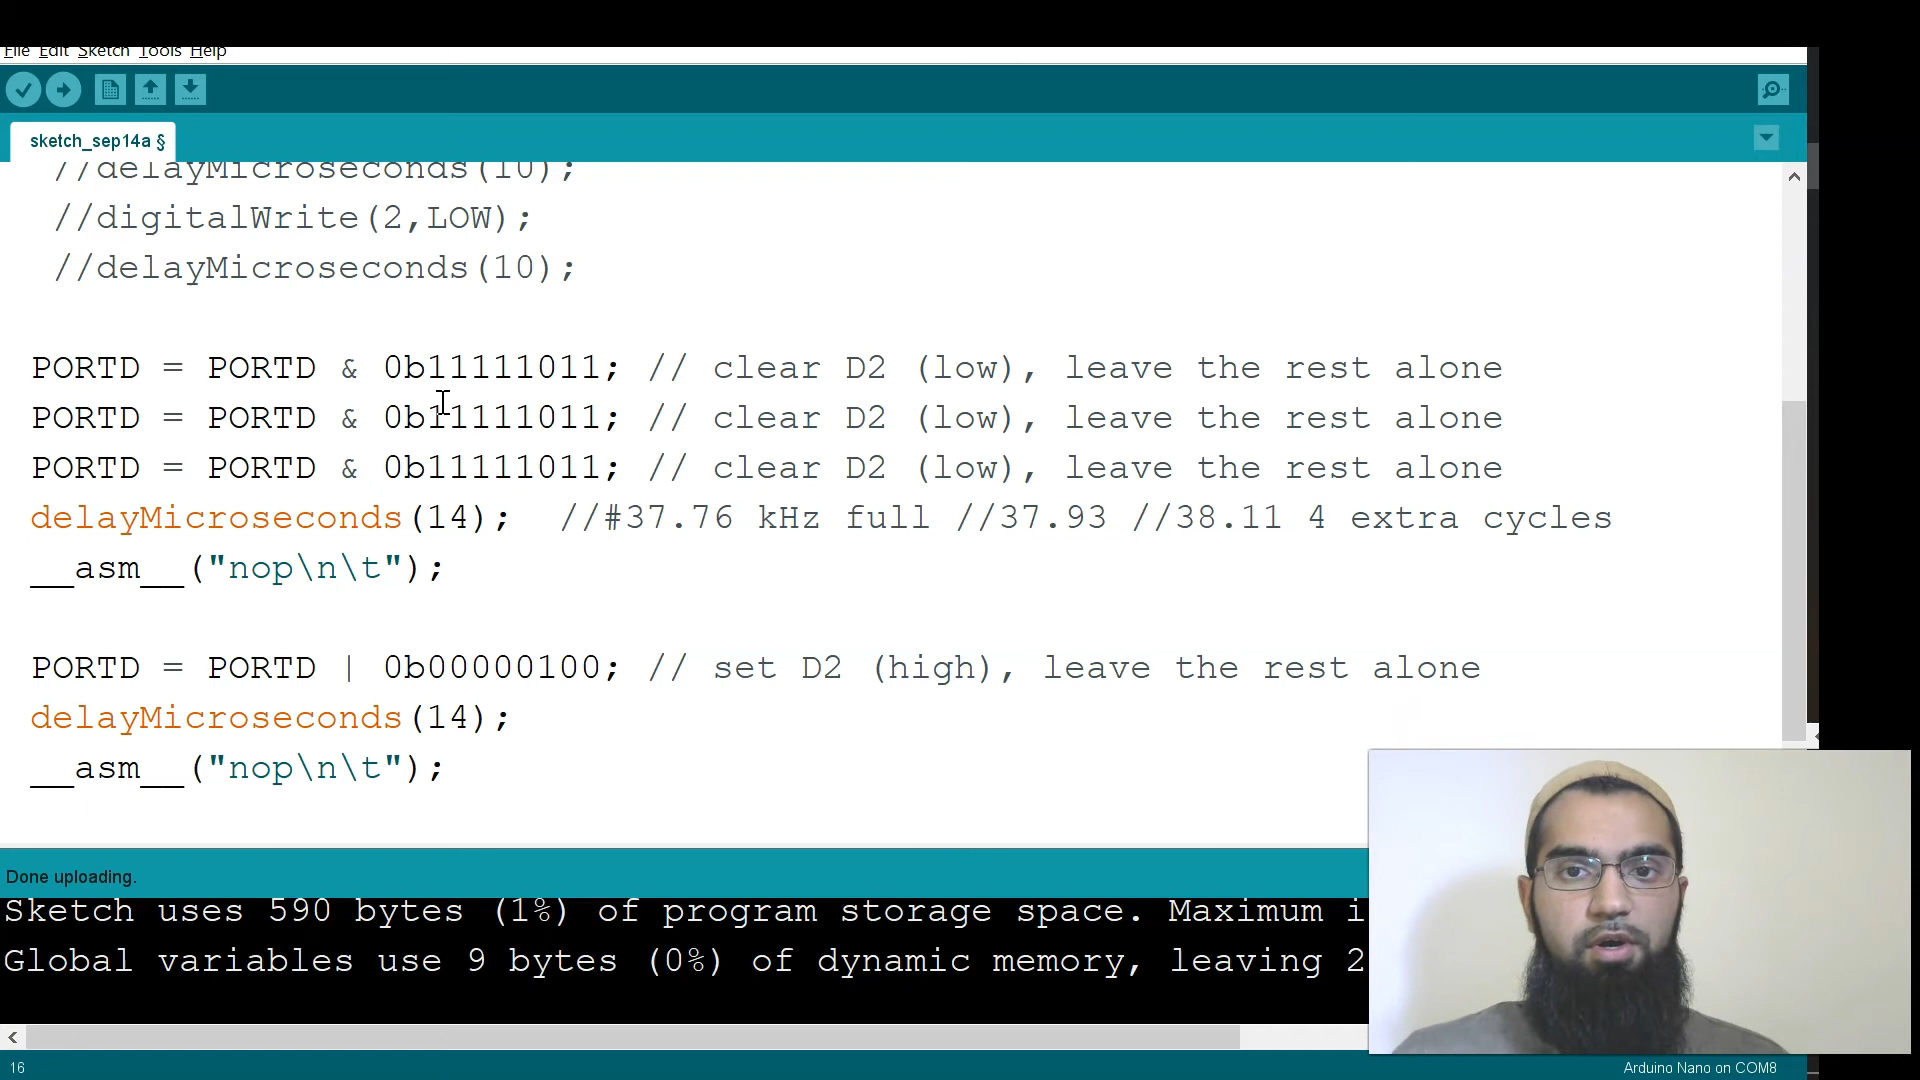 File Edit Sketch Tools Help
sketch_sep14a §
//delayMicroseconds(10);
//digitalWrite(2,LOW);
//delayMicroseconds(10);
PORTD = PORTD & 0b11111011; // clear D2 (low), leave the rest alone
PORTD = PORTD & 0b11111011; // clear D2 (low), leave the rest alone
PORTD = PORTD & 0b11111011; // clear D2 (low), leave the rest alone
delayMicroseconds(14); //#37.76 kHz full //37.93 //38.11 4 extra cycles
__asm__("nop\n\t");
PORTD = PORTD | 0b00000100; // set D2 (high), leave the rest alone
delayMicroseconds(14);
__asm__("nop\n\t");
Done uploading.
Sketch uses 590 bytes (1%) of program storage space. Maximum i
Global variables use 9 bytes (0%) of dynamic memory, leaving 2
16
Arduino Nano on COM8